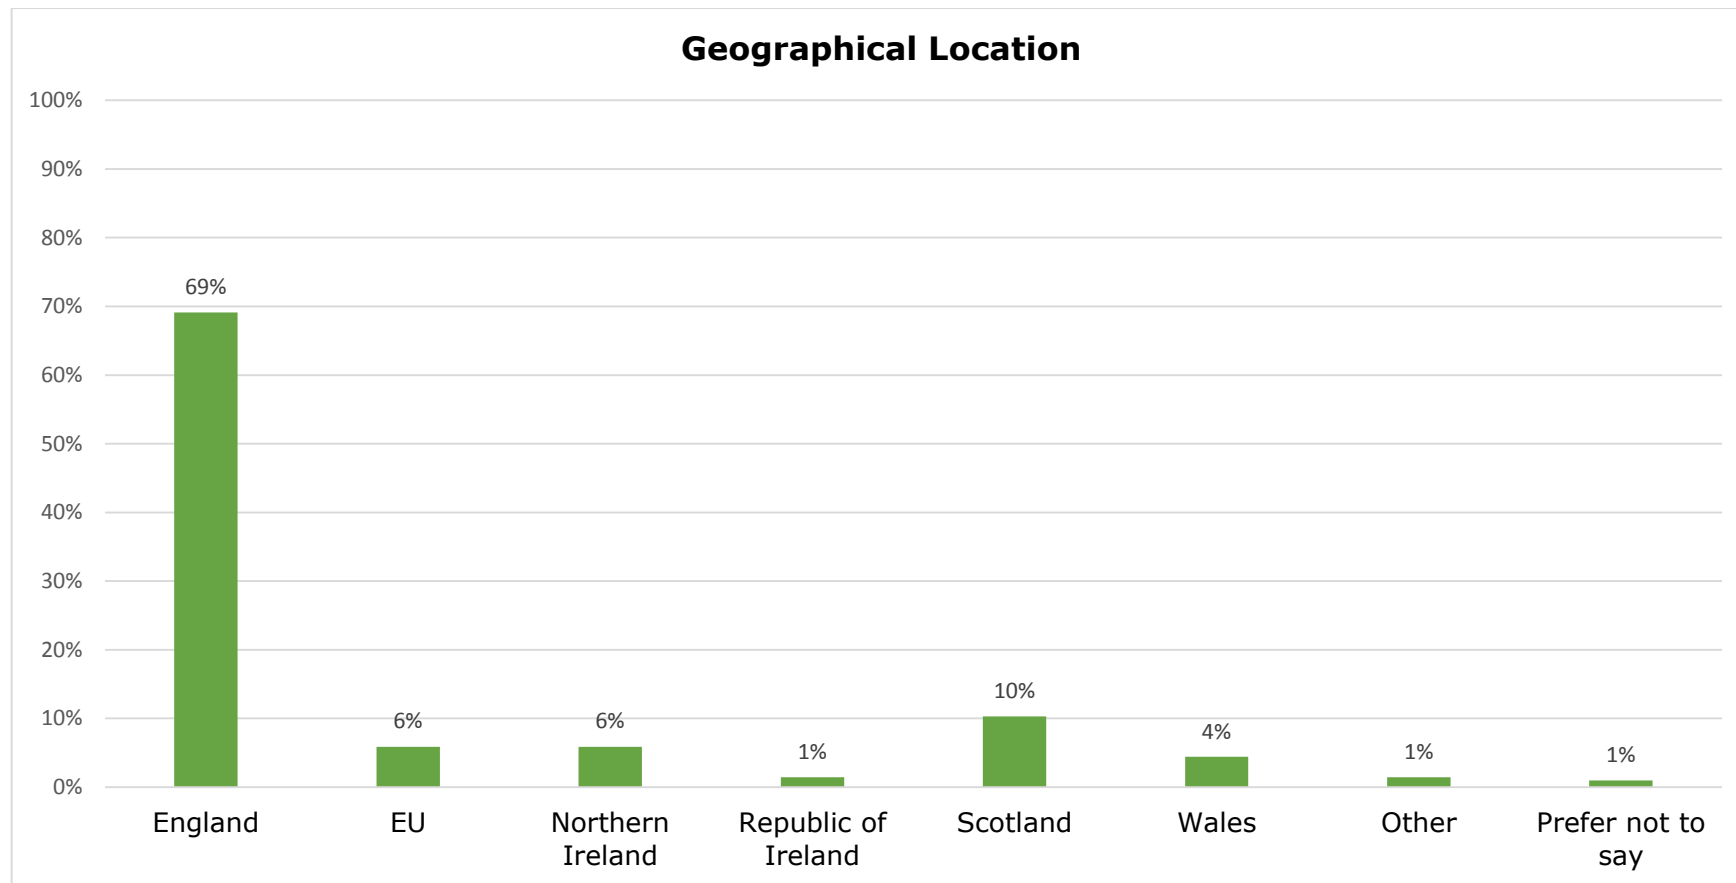 Geographical Location
100%
90%
80%
70%
60%
50%
40%
30%
20%
10%
0%
69%
6%
6%
1%
10%
4%
1%
1%
England
EU
Northern
Ireland
Republic of
Ireland
Scotland
Wales
Other
Prefer not to
say